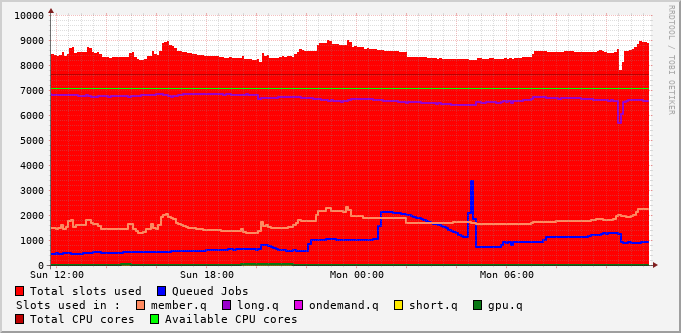 10000
9000
8000
7000
6000
5000
4000
3000
2000
1000
0
Sun 12:00 Sun 18:00 Mon 00:00 Mon 06:00
RRDTOOL / TOBI OETIKER
Total slots used Queued Jobs
Slots used in : member.q long.q ondemand.q short.q gpu.q
Total CPU cores Available CPU cores